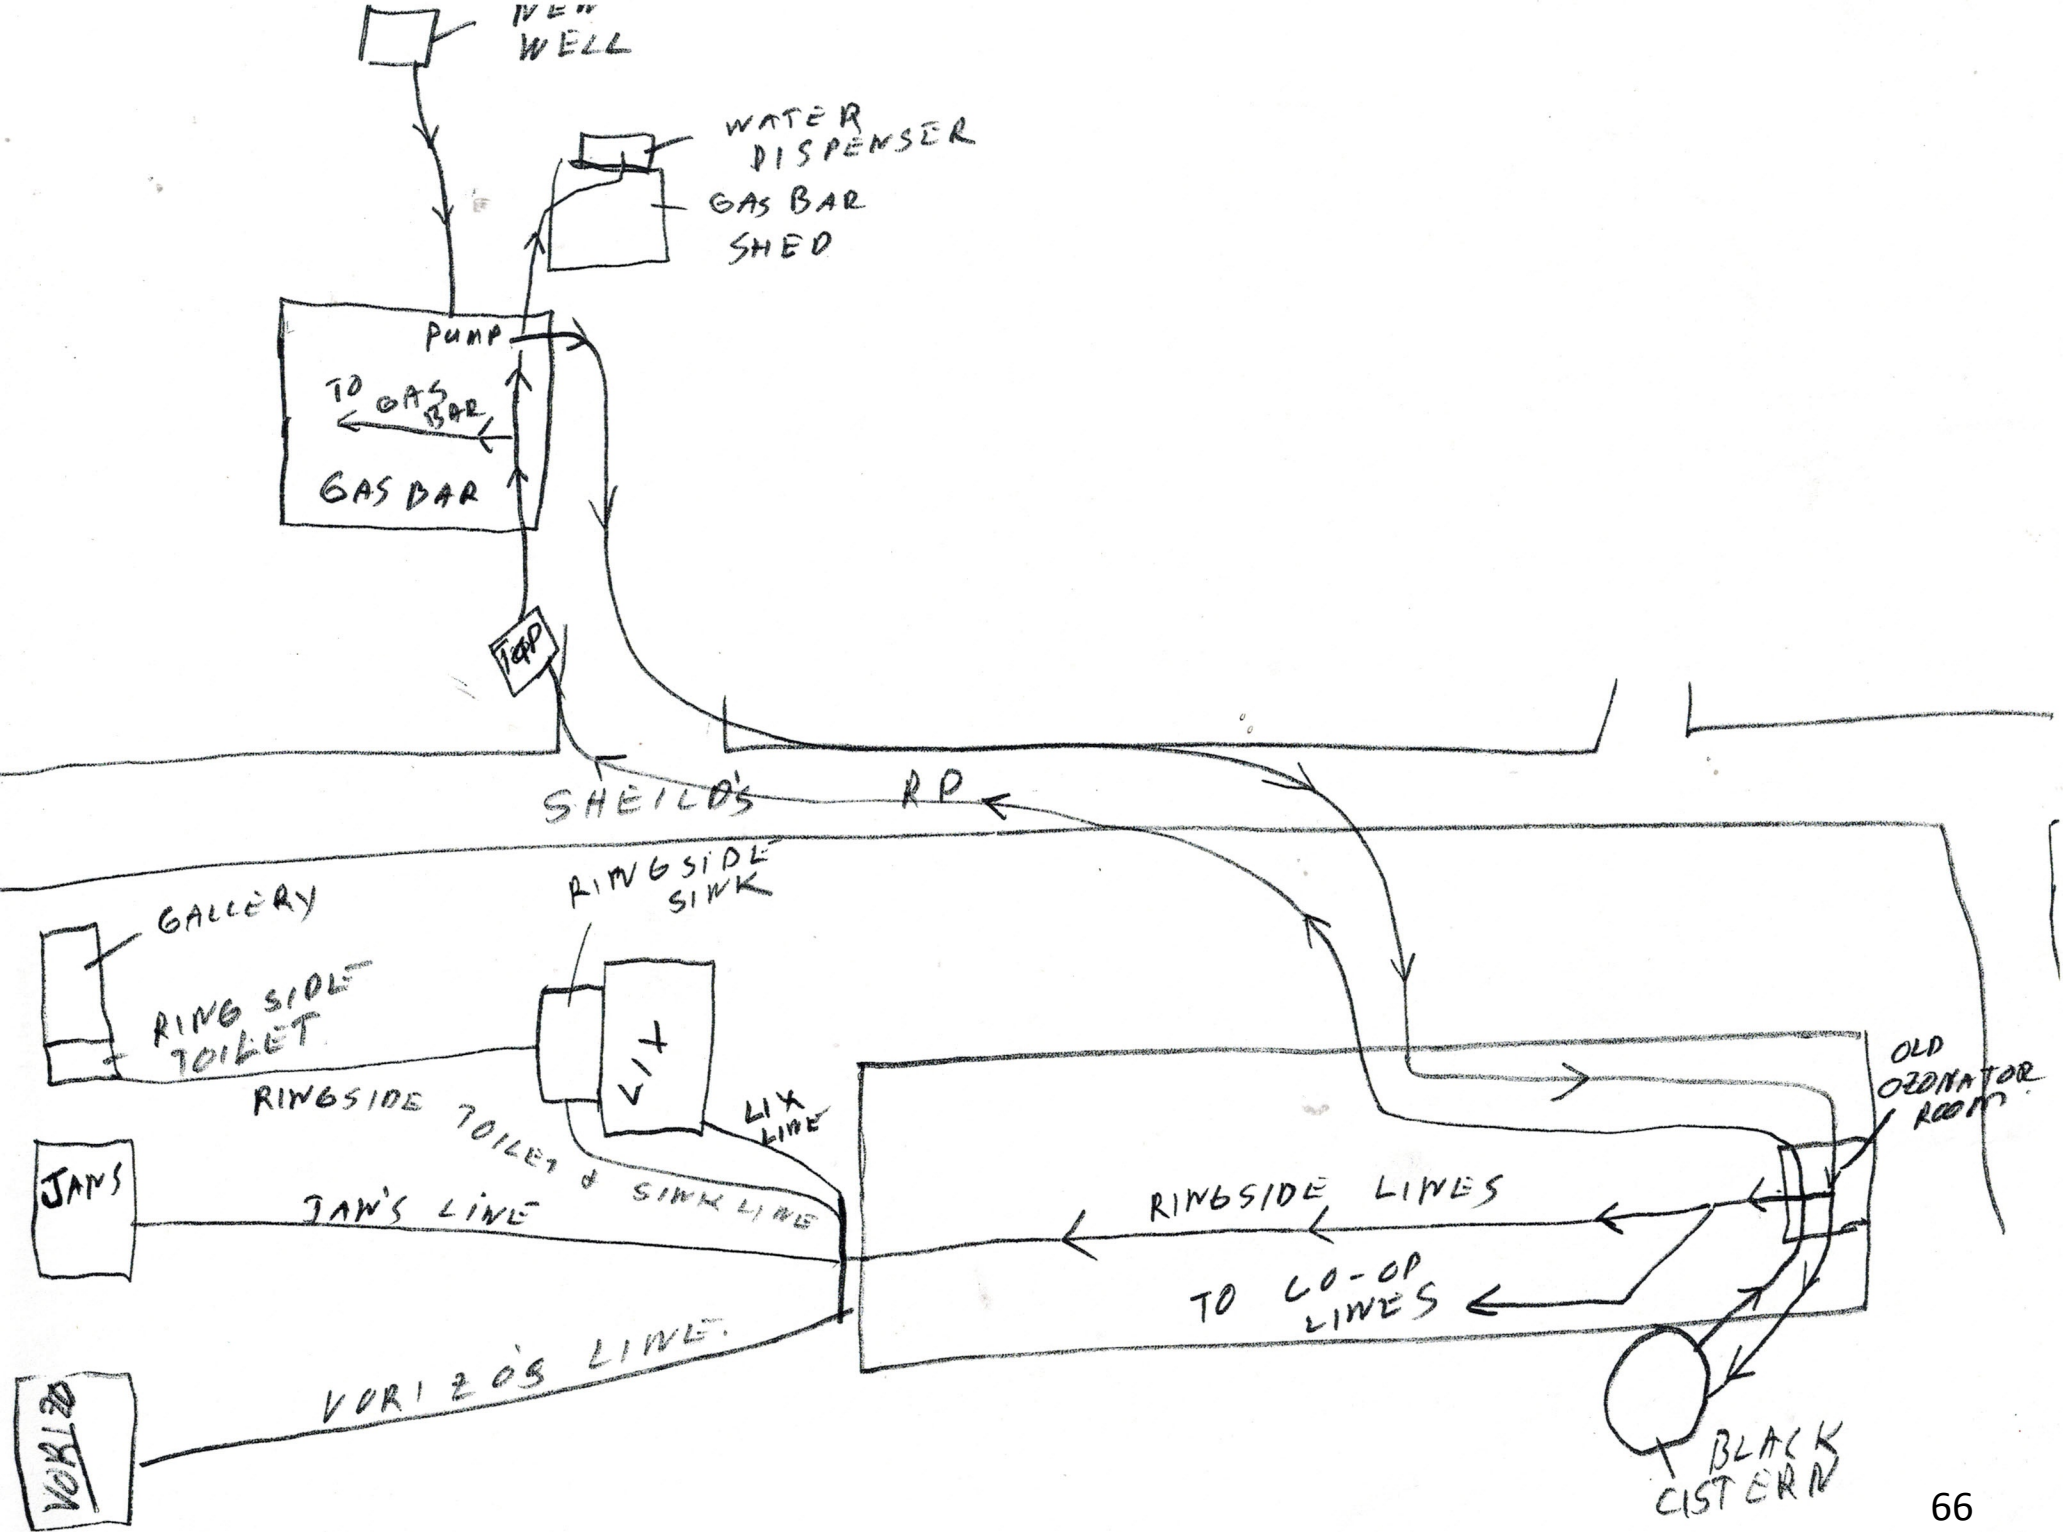 NEW
WELL
WATER
DISPENSER
GAS BAR
SHED
PUMP
TO GAS
BAR
GAS BAR
TAP
SHEILD'S RP
RINGSIDE
SINK
GALLERY
RING SIDE
TOILET
RINGSIDE TOILET & SINK LINE
LIX
LIX
LINE
OLD
OZONATOR
ROOM
JANS
JAN'S LINE
RINGSIDE LINES
TO CO-OP
LINES
VORIZO'S LINE
VORIZO
BLACK
CISTERN
66